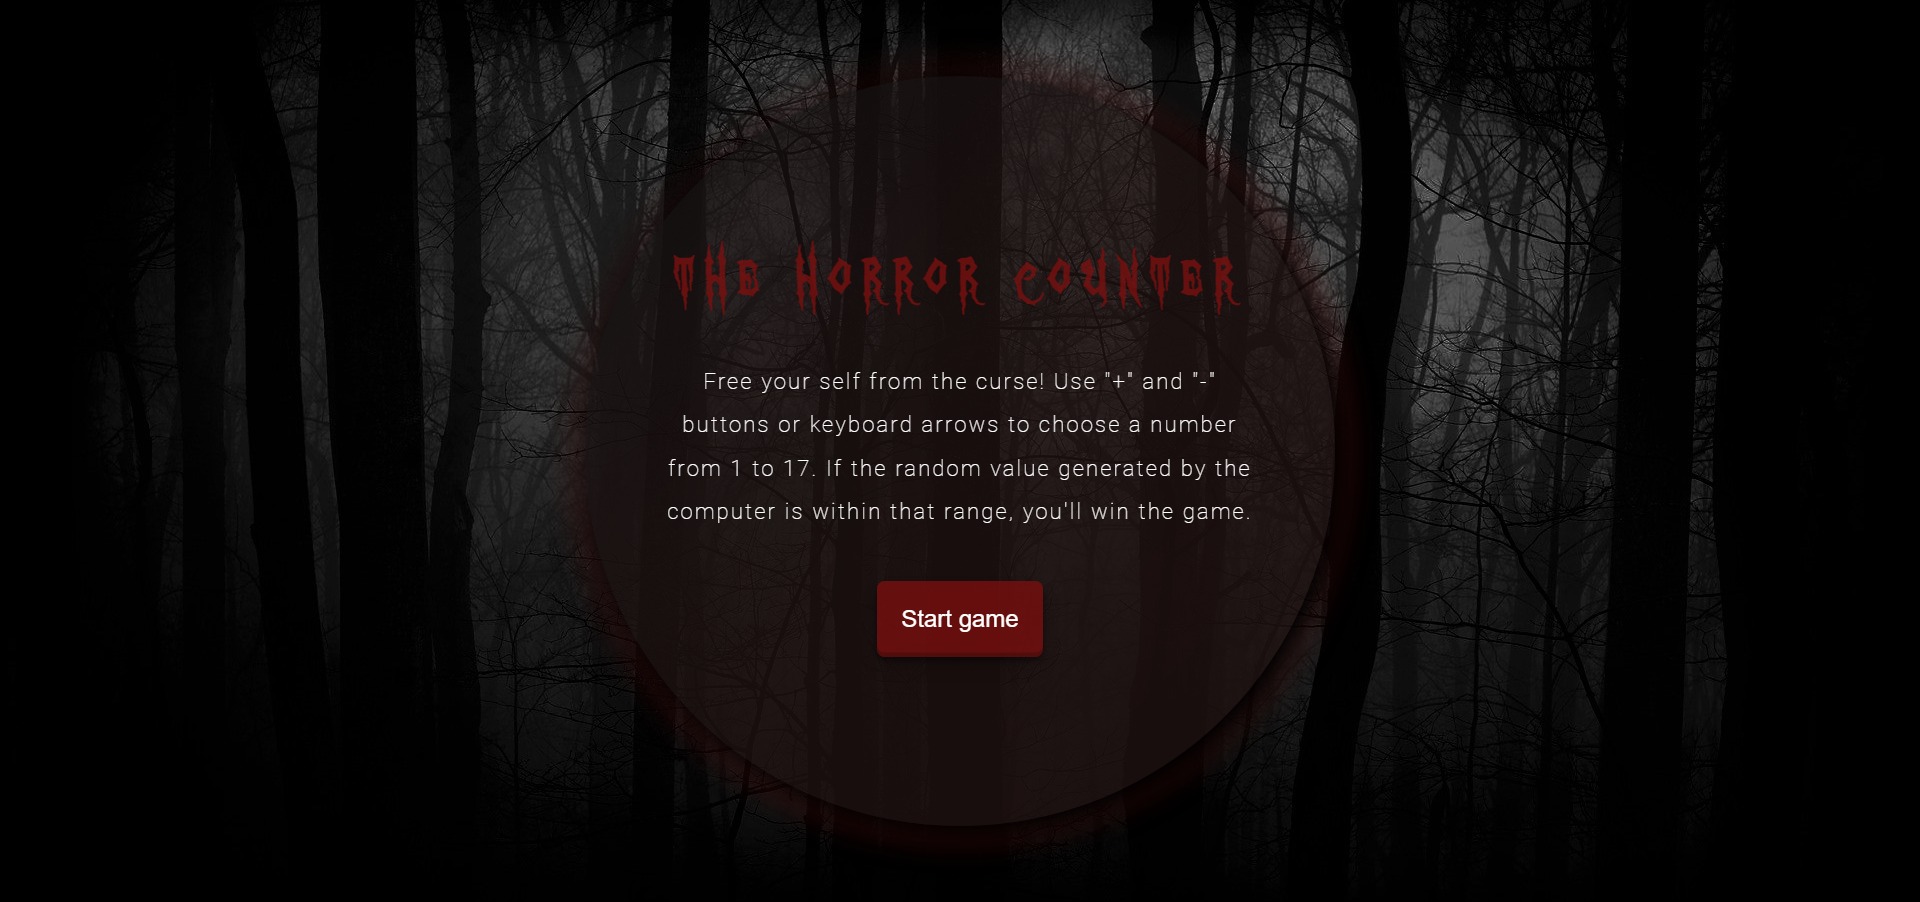 THE HORROR COUNTER
Free your self from the curse! Use "+" and "-"
buttons or keyboard arrows to choose a number
from 1 to 17. If the random value generated by the
computer is within that range, you'll win the game.
Start game